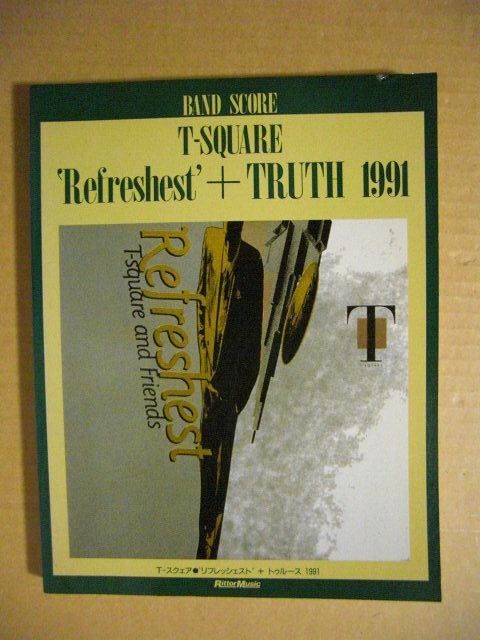 BAND SCORE
T-SQUARE
'Refreshest' + TRUTH 1991
Refreshest
T-square and Friends
T
T-スクェア●"リフレッシェスト" + トゥルース 1991
RittorMusic